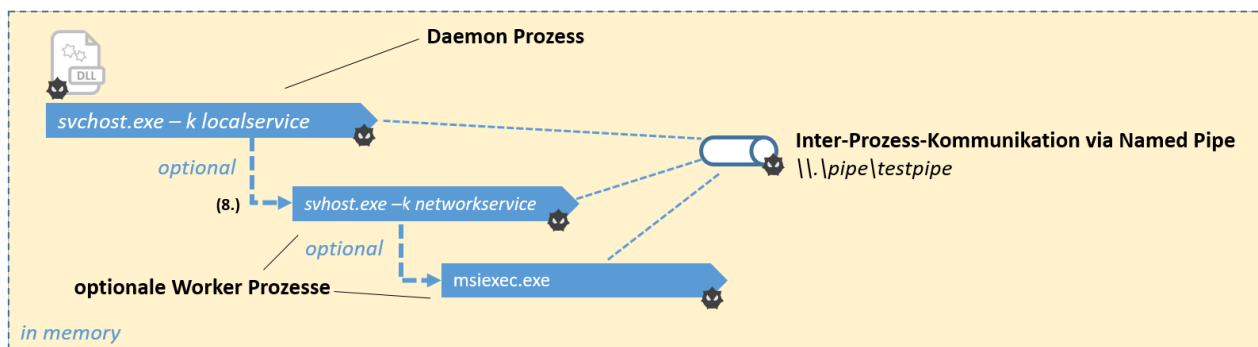 Daemon Prozess
DLL
svchost.exe – k localservice
Inter-Prozess-Kommunikation via Named Pipe
\\.\pipe\testpipe
optional
(8.)
svhost.exe –k networkservice
optional
msiexec.exe
optionale Worker Prozesse
in memory